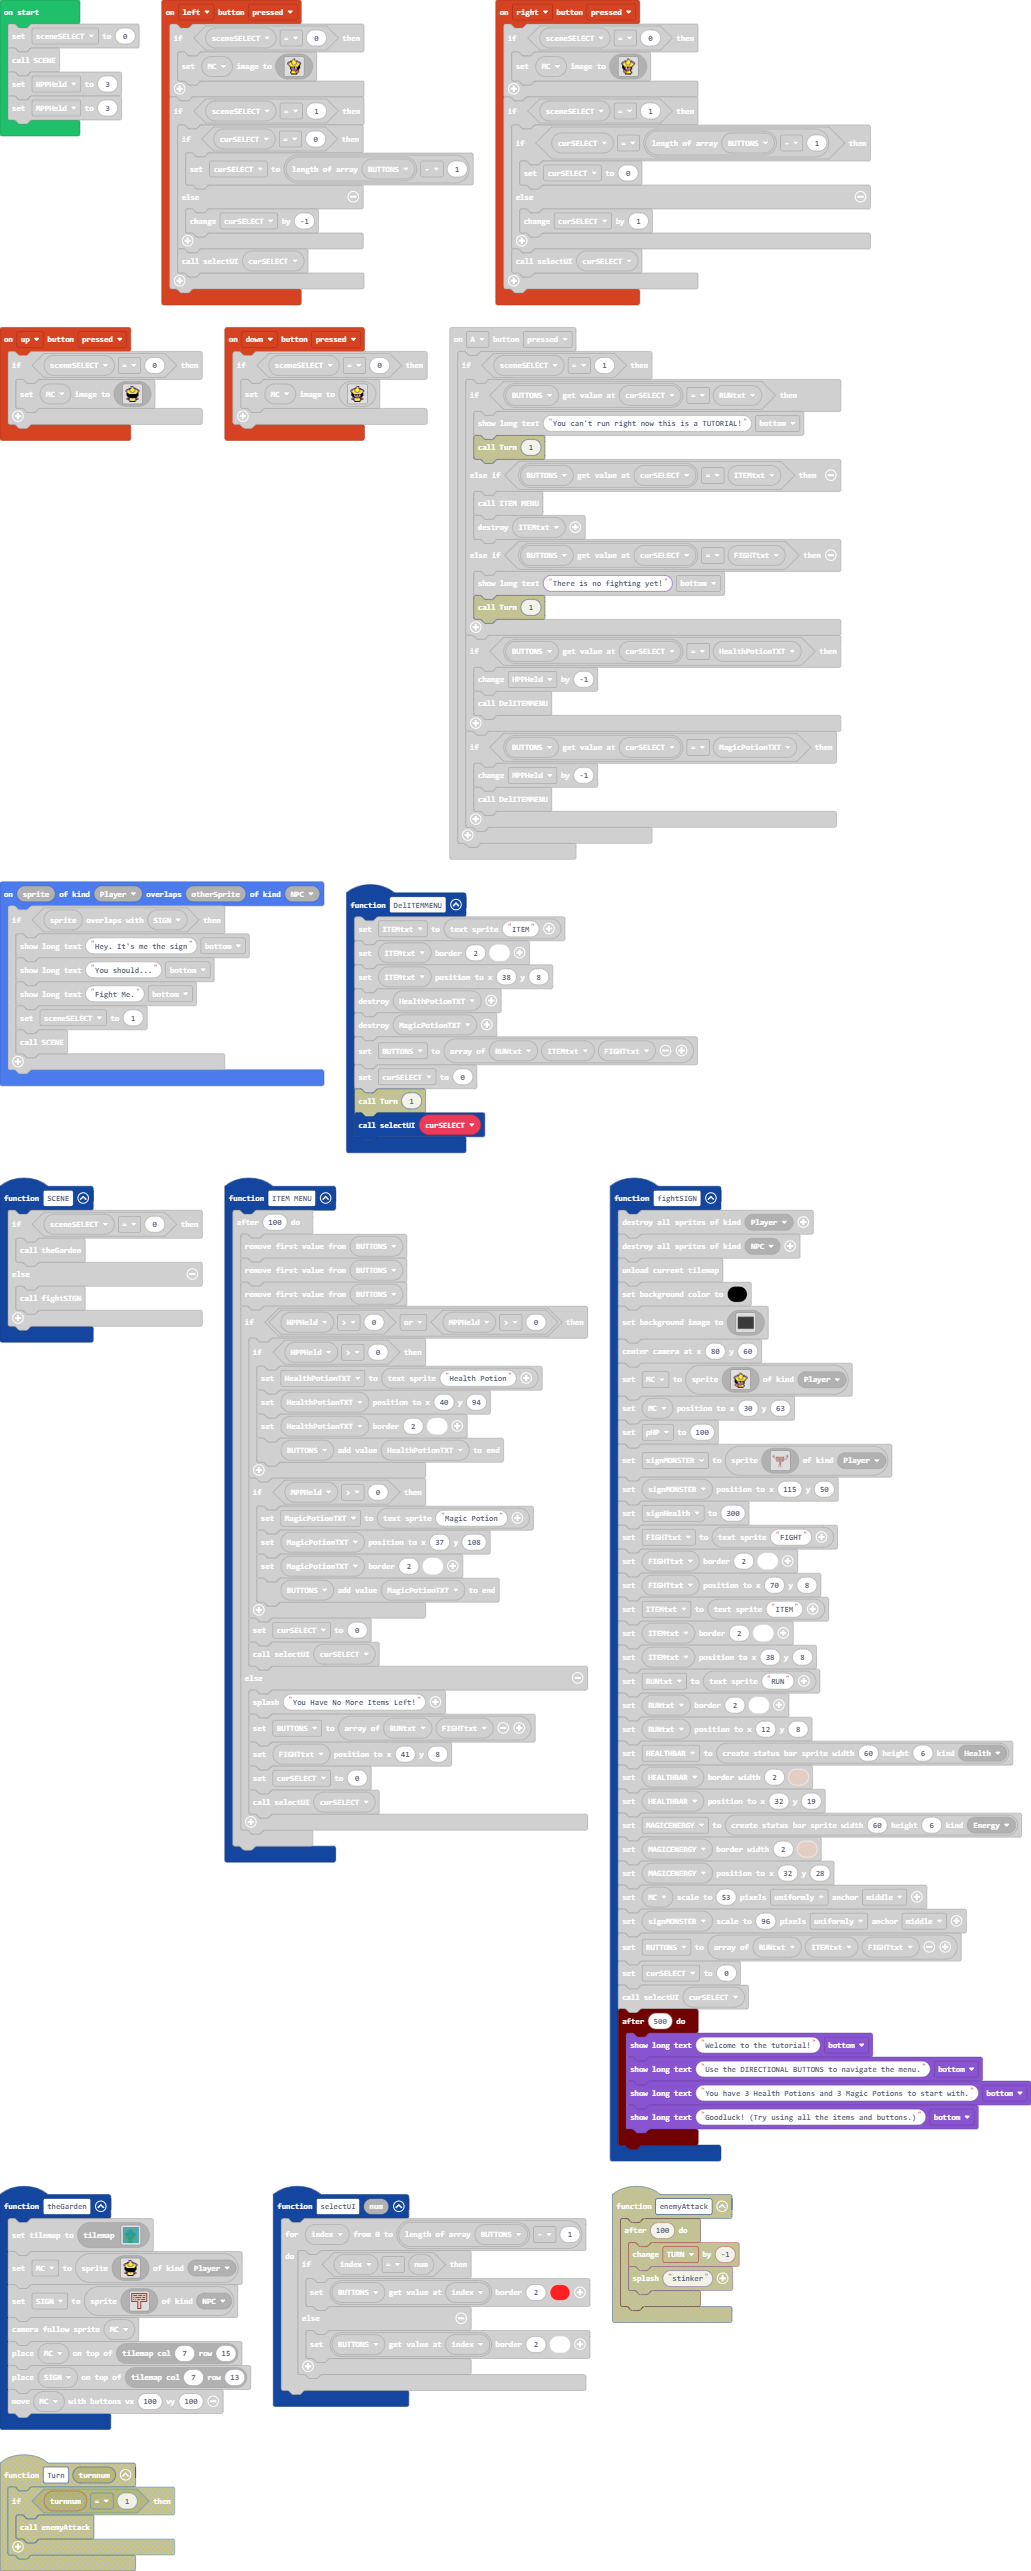 on start
set sceneSELECT to 0
call SCENE
set HPPHeld to 3
set MPPHeld to 3
on left button pressed
if sceneSELECT = 0 then
set MC image to
if sceneSELECT = 1 then
if curSELECT = 0 then
set curSELECT to length of array BUTTONS - 1
else
change curSELECT by -1
call selectUI curSELECT
on right button pressed
if sceneSELECT = 0 then
set MC image to
if sceneSELECT = 1 then
if curSELECT = length of array BUTTONS - 1 then
set curSELECT to 0
else
change curSELECT by 1
call selectUI curSELECT
on up button pressed
if sceneSELECT = 0 then
set MC image to
on down button pressed
if sceneSELECT = 0 then
set MC image to
on A button pressed
if sceneSELECT = 1 then
if BUTTONS get value at curSELECT = RUNtxt then
show long text "You can't run right now this is a TUTORIAL!" bottom
call Turn 1
else if BUTTONS get value at curSELECT = ITEMtxt then
call ITEM MENU
destroy ITEMtxt
else if BUTTONS get value at curSELECT = FIGHTtxt then
show long text "There is no fighting yet!" bottom
call Turn 1
if BUTTONS get value at curSELECT = HealthPotionTXT then
change HPPHeld by -1
call DelITEMMENU
if BUTTONS get value at curSELECT = MagicPotionTXT then
change MPPHeld by -1
call DelITEMMENU
on sprite of kind Player overlaps otherSprite of kind NPC
if sprite overlaps with SIGN then
show long text "Hey. It's me the sign" bottom
show long text "You should..." bottom
show long text "Fight Me." bottom
set sceneSELECT to 1
call SCENE
function DelITEMMENU
set ITEMtxt to text sprite "ITEM"
set ITEMtxt border 2
set ITEMtxt position to x 38 y 8
destroy HealthPotionTXT
destroy MagicPotionTXT
set BUTTONS to array of RUNtxt ITEMtxt FIGHTtxt
set curSELECT to 0
call Turn 1
call selectUI curSELECT
function SCENE
if sceneSELECT = 0 then
call theGarden
else
call fightSIGN
function ITEM MENU
after 100 do
remove first value from BUTTONS
remove first value from BUTTONS
remove first value from BUTTONS
if HPPHeld > 0 or MPPHeld > 0 then
if HPPHeld > 0 then
set HealthPotionTXT to text sprite "Health Potion"
set HealthPotionTXT position to x 40 y 94
set HealthPotionTXT border 2
BUTTONS add value HealthPotionTXT to end
if MPPHeld > 0 then
set MagicPotionTXT to text sprite "Magic Potion"
set MagicPotionTXT position to x 37 y 108
set MagicPotionTXT border 2
BUTTONS add value MagicPotionTXT to end
set curSELECT to 0
call selectUI curSELECT
else
splash "You Have No More Items Left!"
set BUTTONS to array of RUNtxt FIGHTtxt
set FIGHTtxt position to x 41 y 8
set curSELECT to 0
call selectUI curSELECT
function fightSIGN
destroy all sprites of kind Player
destroy all sprites of kind NPC
unload current tilemap
set background color to
set background image to
center camera at x 80 y 60
set MC to sprite of kind Player
set MC position to x 30 y 63
set pHP to 100
set signMONSTER to sprite of kind Player
set signMONSTER position to x 115 y 50
set signHealth to 300
set FIGHTtxt to text sprite "FIGHT"
set FIGHTtxt border 2
set FIGHTtxt position to x 70 y 8
set ITEMtxt to text sprite "ITEM"
set ITEMtxt border 2
set ITEMtxt position to x 38 y 8
set RUNtxt to text sprite "RUN"
set RUNtxt border 2
set RUNtxt position to x 12 y 8
set HEALTHBAR to create status bar sprite width 60 height 6 kind Health
set HEALTHBAR border width 2
set HEALTHBAR position to x 32 y 19
set MAGICENERGY to create status bar sprite width 60 height 6 kind Energy
set MAGICENERGY border width 2
set MAGICENERGY position to x 32 y 28
set MC scale to 53 pixels uniformly anchor middle
set signMONSTER scale to 96 pixels uniformly anchor middle
set BUTTONS to array of RUNtxt ITEMtxt FIGHTtxt
set curSELECT to 0
call selectUI curSELECT
after 500 do
show long text "Welcome to the tutorial!" bottom
show long text "Use the DIRECTIONAL BUTTONS to navigate the menu." bottom
show long text "You have 3 Health Potions and 3 Magic Potions to start with." bottom
show long text "Goodluck! (Try using all the items and buttons.)" bottom
function theGarden
set tilemap to tilemap
set MC to sprite of kind Player
set SIGN to sprite of kind NPC
camera follow sprite MC
place MC on top of tilemap col 7 row 15
place SIGN on top of tilemap col 7 row 13
move MC with buttons vx 100 vy 100
function selectUI num
for index from 0 to length of array BUTTONS - 1
do if index = num then
set BUTTONS get value at index border 2
else
set BUTTONS get value at index border 2
function enemyAttack
after 100 do
change TURN by -1
splash "stinker"
function Turn turnnum
if turnnum = 1 then
call enemyAttack